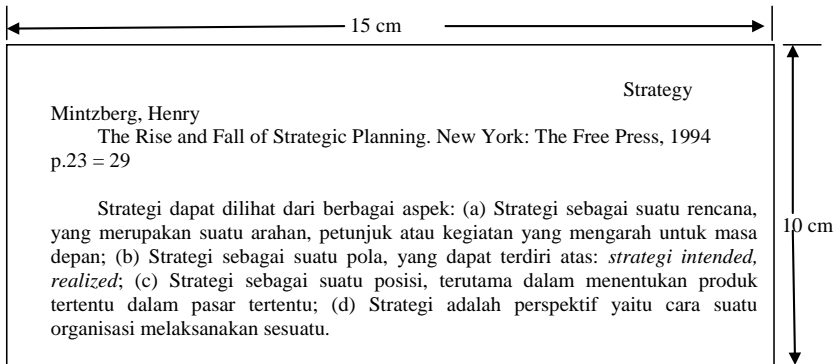 15 cm
Strategy
Mintzberg, Henry
The Rise and Fall of Strategic Planning. New York: The Free Press, 1994
p.23 = 29
Strategi dapat dilihat dari berbagai aspek: (a) Strategi sebagai suatu rencana,
yang merupakan suatu arahan, petunjuk atau kegiatan yang mengarah untuk masa
depan; (b) Strategi sebagai suatu pola, yang dapat terdiri atas: strategi intended,
realized; (c) Strategi sebagai suatu posisi, terutama dalam menentukan produk
tertentu dalam pasar tertentu; (d) Strategi adalah perspektif yaitu cara suatu
organisasi melaksanakan sesuatu.
10 cm